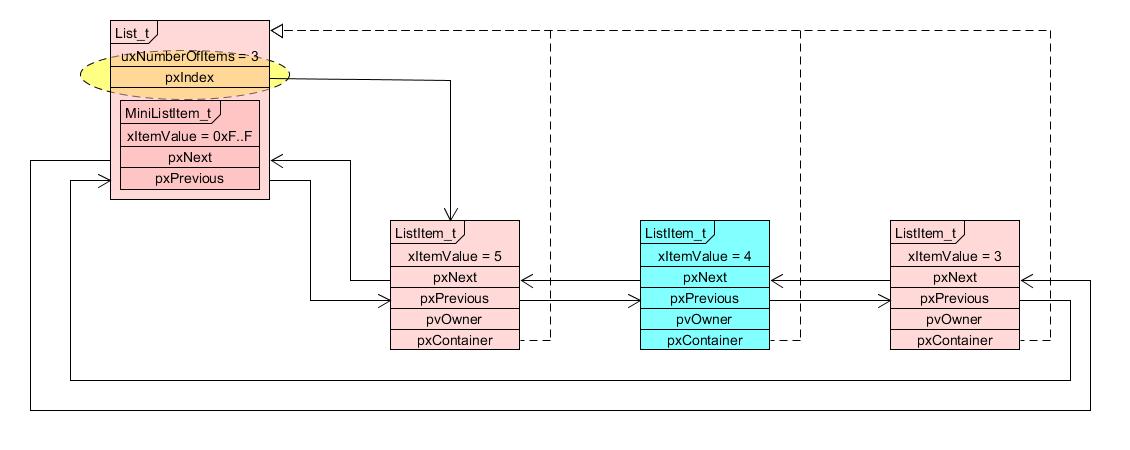 List_t
uxNumberOfItems = 3
pxIndex
MiniListItem_t
xItemValue = 0xF..F
pxNext
pxPrevious
ListItem_t
xItemValue = 5
pxNext
pxPrevious
pvOwner
pxContainer
ListItem_t
xItemValue = 4
pxNext
pxPrevious
pvOwner
pxContainer
ListItem_t
xItemValue = 3
pxNext
pxPrevious
pvOwner
pxContainer